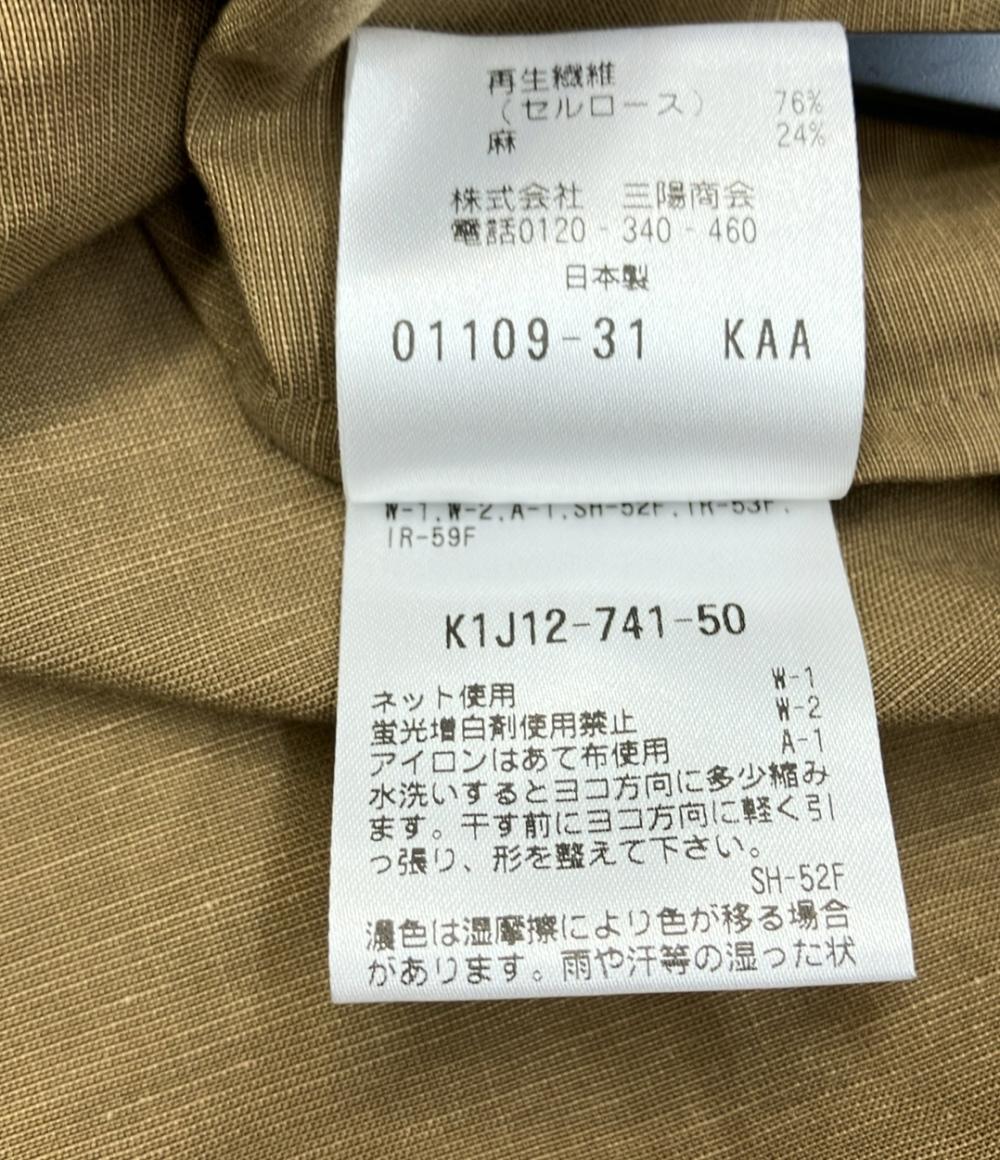 再生繊維
（セルロース） 76%
麻 24%
株式会社 三陽商会
電話0120-340-460
日本製
01109-31 KAA
W-1,W-2,A-1,SH-52F,IR-53F,
IR-59F
K1J12-741-50
ネット使用 W-1
蛍光増白剤使用禁止 W-2
アイロンはあて布使用 A-1
水洗いするとヨコ方向に多少縮み
ます。干す前にヨコ方向に軽く引
っ張り、形を整えて下さい。
SH-52F
濃色は湿摩擦により色が移る場合
があります。雨や汗等の湿った状